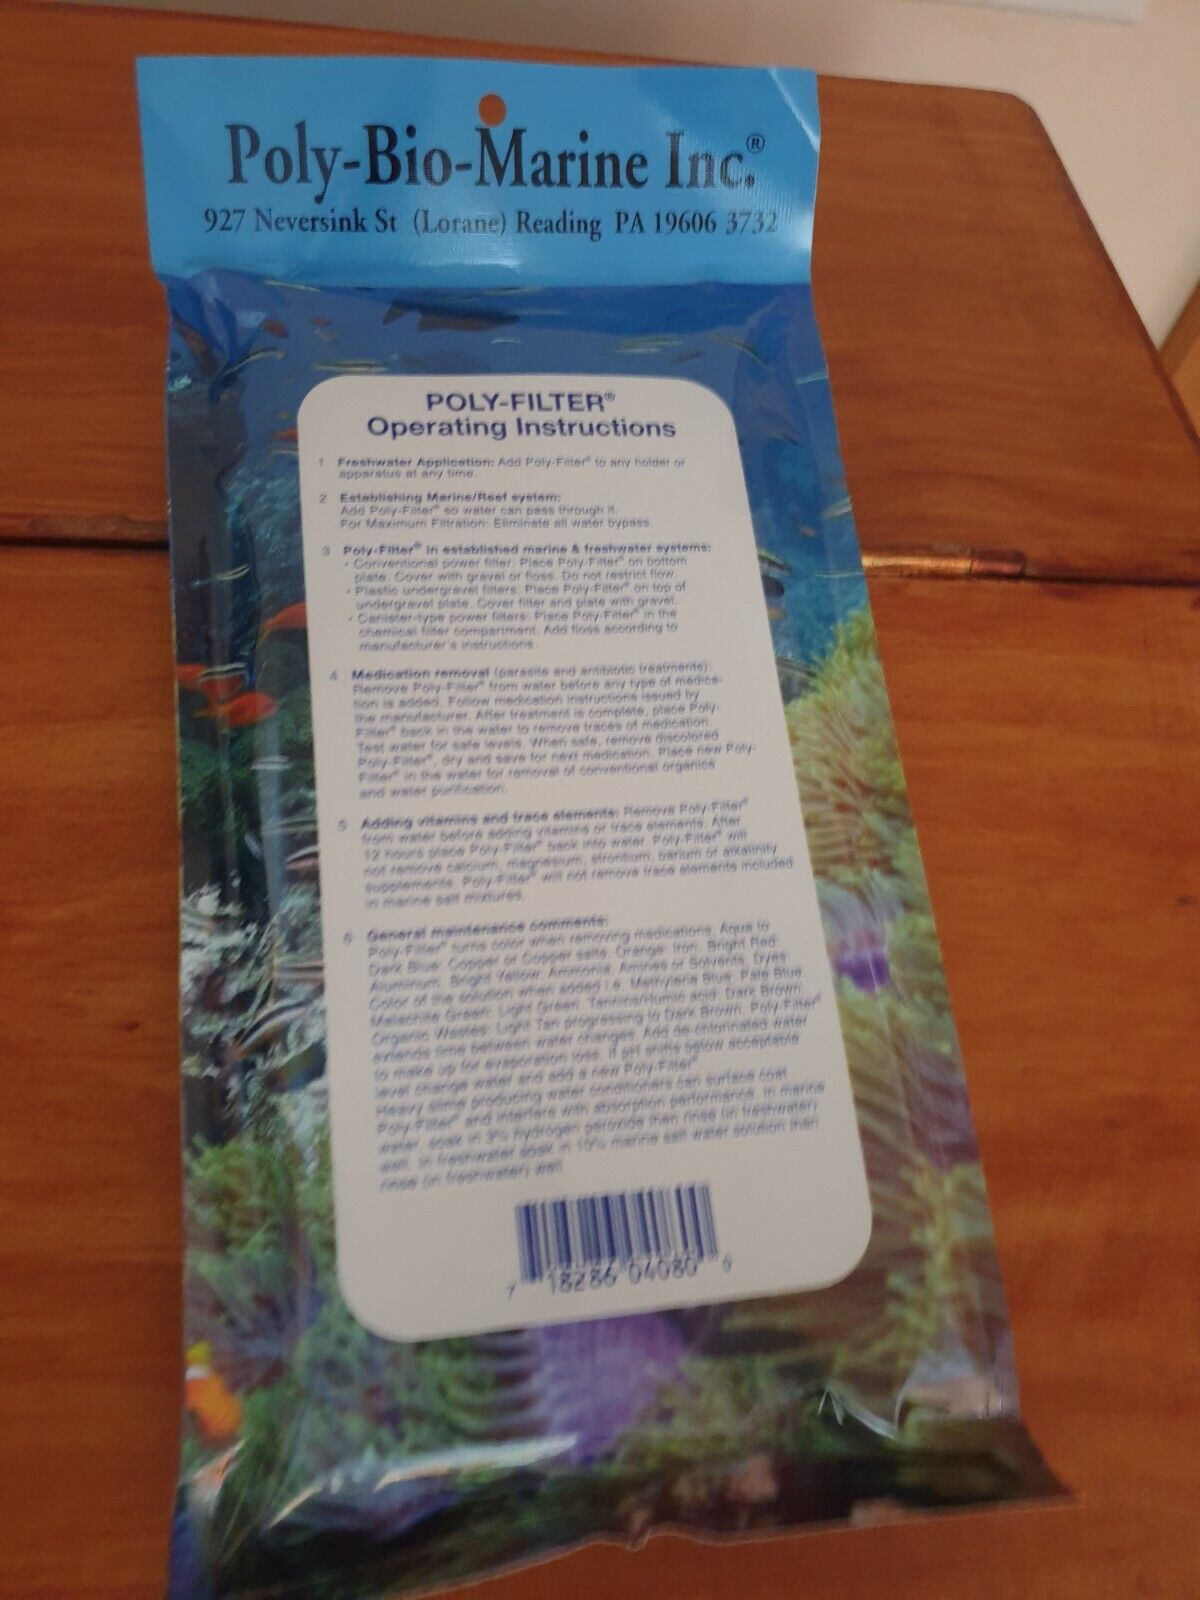 Poly-Bio-Marine Inc.®
927 Neversink St (Lorane) Reading PA 19606 3732
POLY-FILTER®
Operating Instructions
1 Freshwater Application: Add Poly-Filter® to any holder or
apparatus at any time.
2 Establishing Marine/Reef system:
Add Poly-Filter® so water can pass through it.
For Maximum Filtration: Eliminate all water bypass.
3 Poly-Filter® in established marine & freshwater systems:
• Conventional power filter: Place Poly-Filter® on bottom
plate. Cover with gravel or floss. Do not restrict flow.
• Plastic undergravel filters: Place Poly-Filter® on top of
undergravel plate. Cover filter and plate with gravel.
• Canister-type power filters: Place Poly-Filter® in the
chemical filter compartment. Add floss according to
manufacturer's instructions.
4 Medication removal (parasite and antibiotic treatments):
Remove Poly-Filter® from water before any type of medica-
tion is added. Follow medication instructions issued by
the manufacturer. After treatment is complete, place Poly-
Filter® back in the water to remove traces of medication.
Test water for safe levels. When safe, remove discolored
Poly-Filter®, dry and save for next medication. Place new Poly-
Filter® in the water for removal of conventional organics
and water purification.
5 Adding vitamins and trace elements: Remove Poly-Filter®
from water before adding vitamins or trace elements. After
12 hours place Poly-Filter® back into water. Poly-Filter® will
not remove calcium, magnesium, strontium, barium or alkalinity
supplements. Poly-Filter® will not remove trace elements included
in marine salt mixtures.
6 General maintenance comments:
Poly-Filter® turns color when removing medications, Aqua to
Dark Blue: Copper or Copper salts. Orange: Iron. Bright Red:
Aluminum. Bright Yellow: Ammonia, Amines or Solvents, Dyes:
Color of the solution when added i.e. Methylene Blue: Pale Blue.
Malachite Green: Light Green. Tannins/Humic acid: Dark Brown.
Organic Wastes: Light Tan progressing to Dark Brown. Poly-Filter®
extends time between water changes. Add de-chlorinated water
to make up for evaporation loss. If pH shifts below acceptable
level change water and add a new Poly-Filter®
Heavy slime producing water conditioners can surface coat
Poly-Filter® and interfere with absorption performance. In marine
water, soak in 3% hydrogen peroxide then rinse (in freshwater)
well. In freshwater soak in 10% marine salt water solution then
rinse (in freshwater) well.
7 18286 04080 6